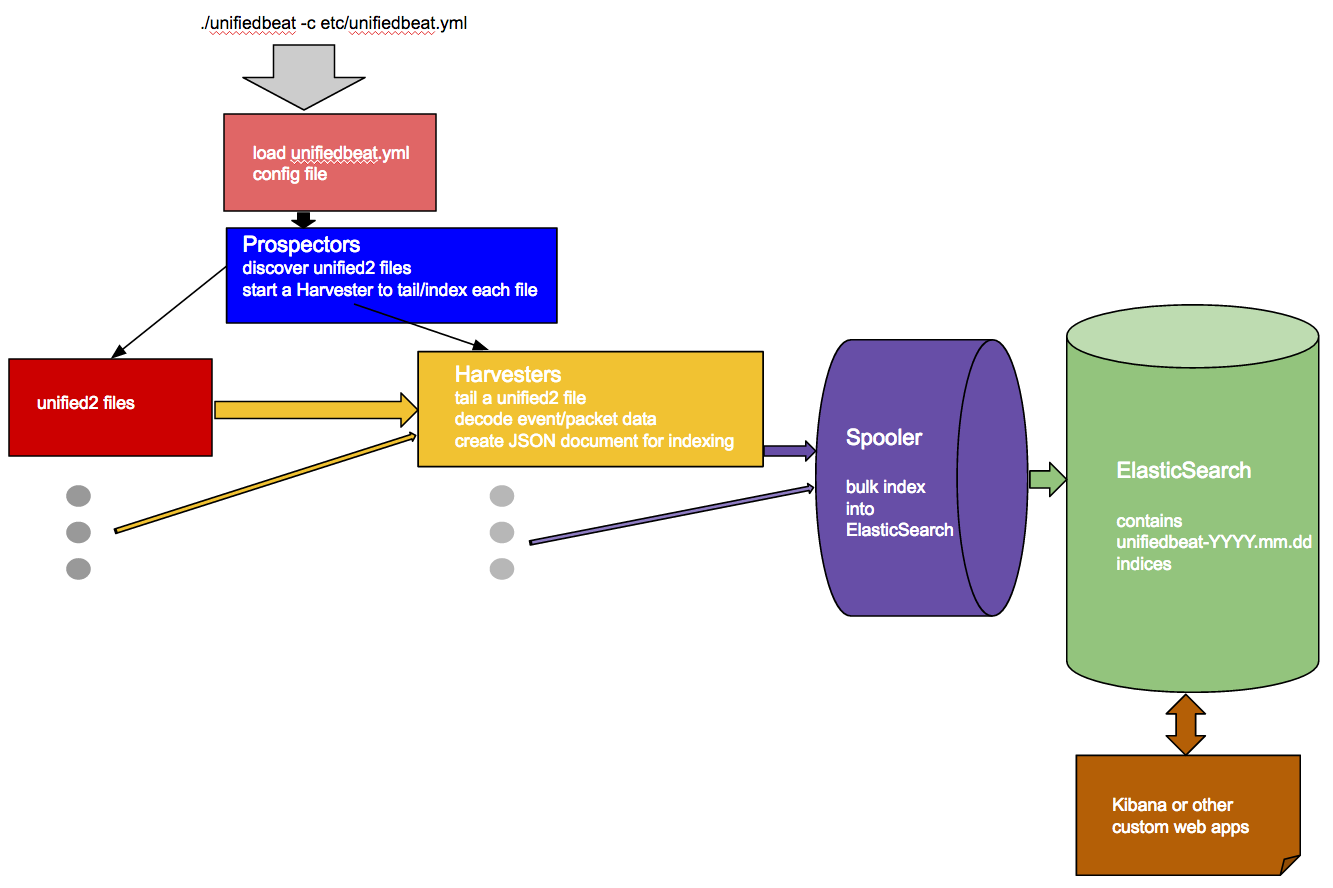 ./unifiedbeat -c etc/unifiedbeat.yml
load unifiedbeat.yml
config file
Prospectors
discover unified2 files
start a Harvester to tail/index each file
unified2 files
Harvesters
tail a unified2 file
decode event/packet data
create JSON document for indexing
Spooler
bulk index
into
ElasticSearch
ElasticSearch
contains
unifiedbeat-YYYY.mm.dd
indices
Kibana or other
custom web apps